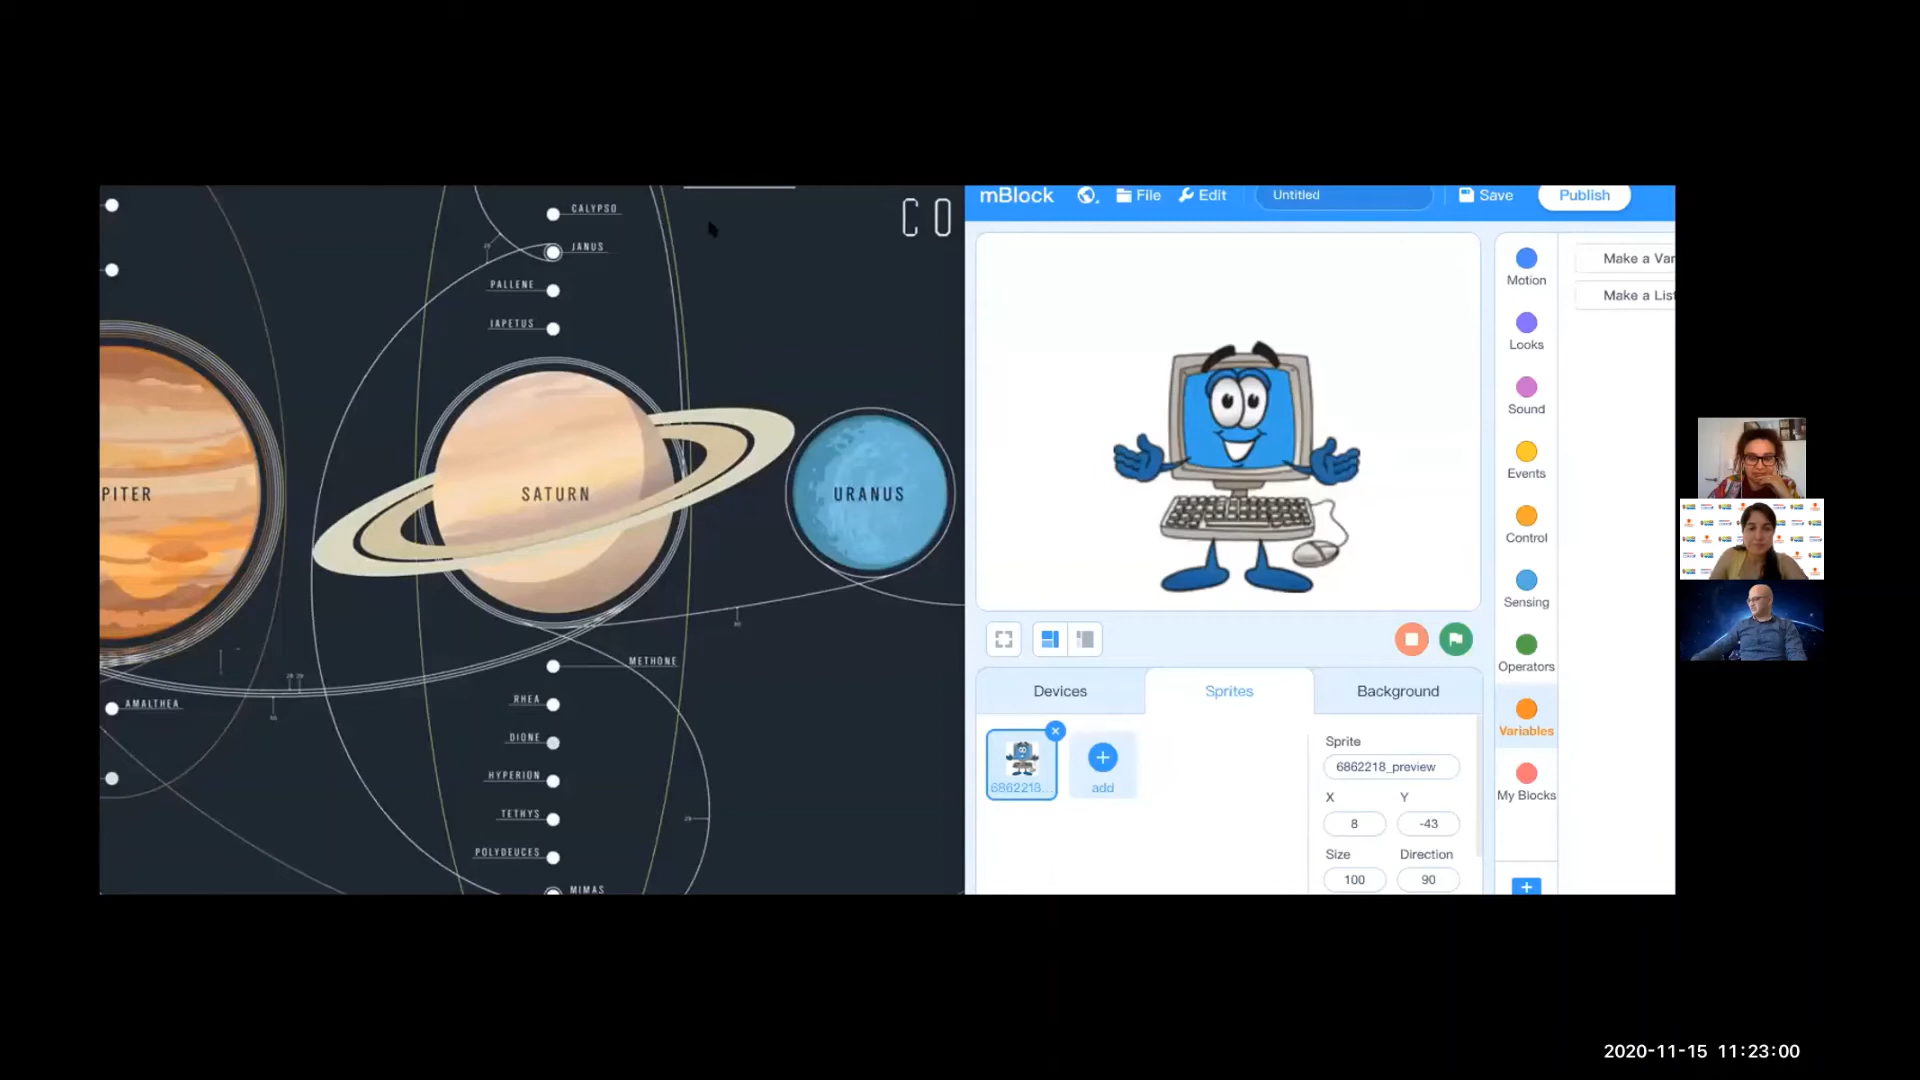 CO
CALYPSO
JANUS
PALLENE
IAPETUS
PITER
SATURN
URANUS
METHONE
AMALTHEA
RHEA
DIONE
HYPERION
TETHYS
POLYDEUCES
MIMAS
mBlock
File
Edit
Untitled
Save
Publish
Motion
Looks
Sound
Events
Control
Sensing
Operators
Variables
My Blocks
Make a Var
Make a List
Devices
Sprites
Background
6862218...
add
Sprite
6862218_preview
X
Y
8
-43
Size
Direction
100
90
2020-11-15 11:23:00